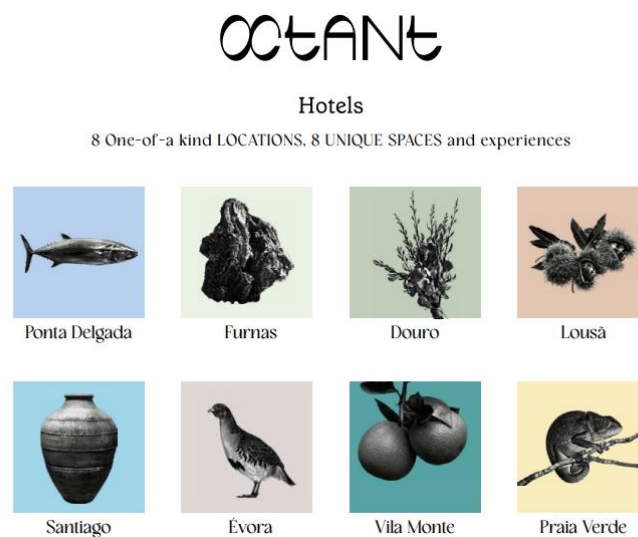 OCTANT
Hotels
8 One-of-a kind LOCATIONS, 8 UNIQUE SPACES and experiences
Ponta Delgada
Furnas
Douro
Lousã
Santiago
Évora
Vila Monte
Praia Verde